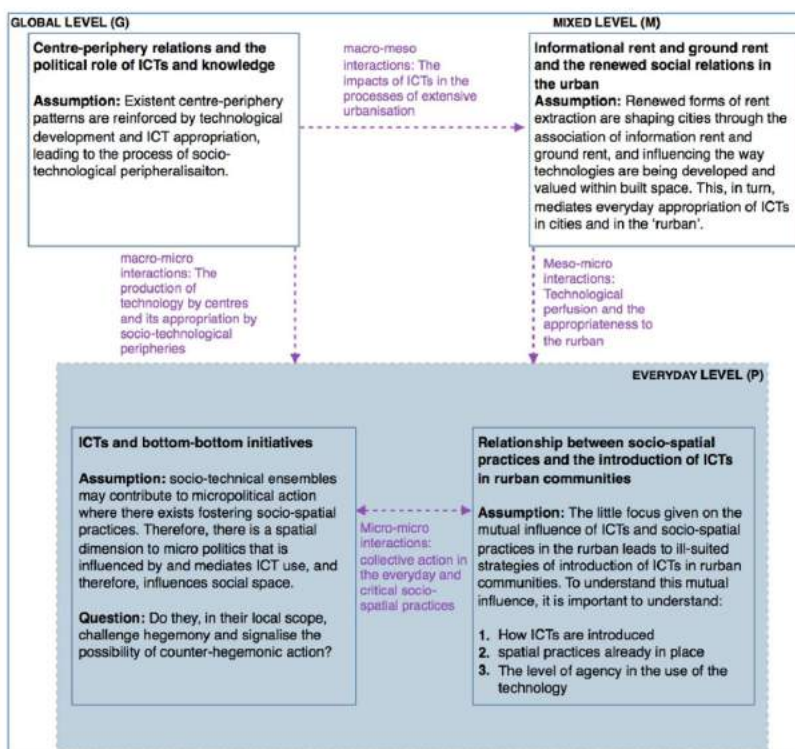 GLOBAL LEVEL (G)
MIXED LEVEL (M)
Centre-periphery relations and the
political role of ICTs and knowledge
Assumption: Existent centre-periphery
patterns are reinforced by technological
development and ICT appropriation,
leading to the process of socio-
technological peripheralisaiton.
macro-meso
interactions: The
impacts of ICTs in the
processes of extensive
urbanisation
Informational rent and ground rent
and the renewed social relations in
the urban
Assumption: Renewed forms of rent
extraction are shaping cities through the
association of information rent and
ground rent, and influencing the way
technologies are being developed and
valued within built space. This, in turn,
mediates everyday appropriation of ICTs
in cities and in the ‘rurban’.
macro-micro
interactions: The
production of
technology by centres
and its appropriation by
socio-technological
peripheries
Meso-micro
interactions:
Technological
perfusion and the
appropriateness to
the rurban
EVERYDAY LEVEL (P)
ICTs and bottom-bottom initiatives
Assumption: socio-technical ensembles
may contribute to micropolitical action
where there exists fostering socio-spatial
practices. Therefore, there is a spatial
dimension to micro politics that is
influenced by and mediates ICT use, and
therefore, influences social space.
Question: Do they, in their local scope,
challenge hegemony and signalise the
possibility of counter-hegemonic action?
Micro-micro
interactions:
collective action in
the everyday and
critical socio-
spatial practices
Relationship between socio-spatial
practices and the introduction of ICTs
in rurban communities
Assumption: The little focus given on the
mutual influence of ICTs and socio-spatial
practices in the rurban leads to ill-suited
strategies of introduction of ICTs in rurban
communities. To understand this mutual
influence, it is important to understand:
1. How ICTs are introduced
2. spatial practices already in place
3. The level of agency in the use of the
technology